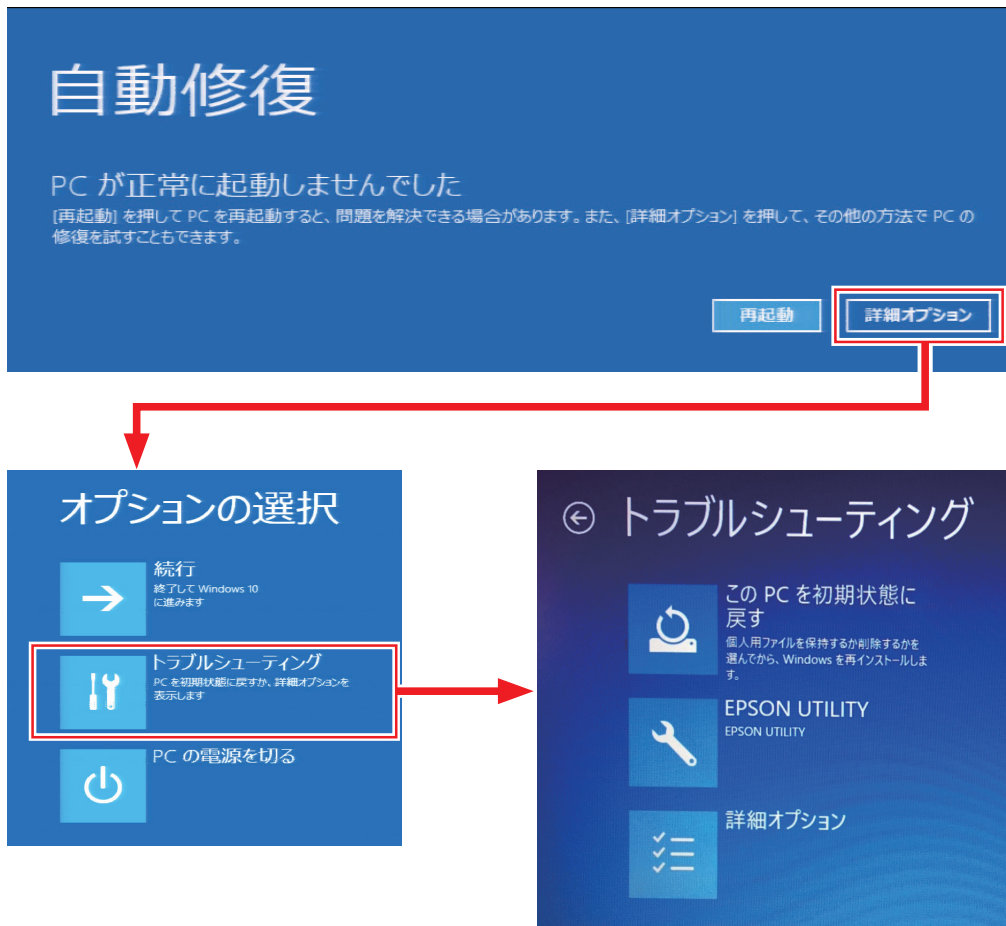 自動修復
PC が正常に起動しませんでした
[再起動] を押して PC を再起動すると、問題を解決できる場合があります。また、[詳細オプション] を押して、その他の方法で PC の
修復を試すこともできます。
再起動
詳細オプション
オプションの選択
続行
終了して Windows 10
に進みます
トラブルシューティング
PC を初期状態に戻すか、詳細オプションを
表示します
PC の電源を切る
トラブルシューティング
この PC を初期状態に
戻す
個人用ファイルを保持するか削除するかを
選んでから、Windows を再インストールしま
す。
EPSON UTILITY
EPSON UTILITY
詳細オプション